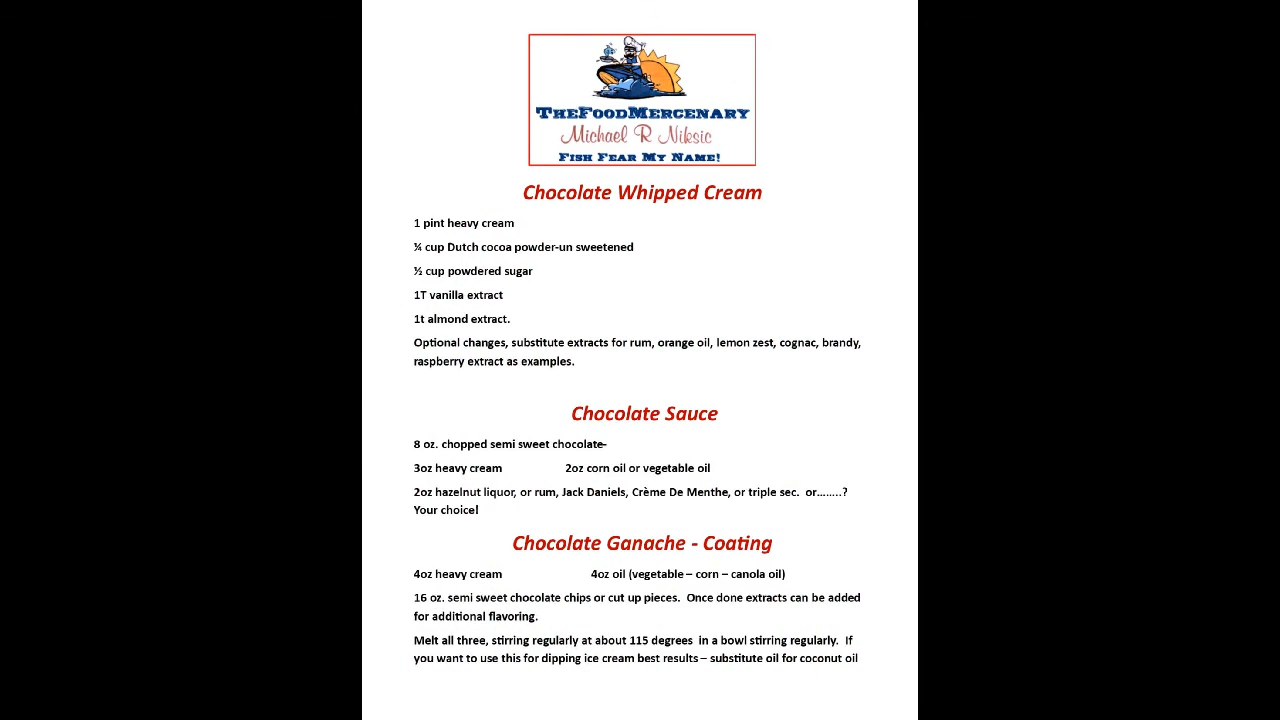 TheFoodMercenary
Michael R Niksic
Fish Fear My Name!
Chocolate Whipped Cream
1 pint heavy cream
¼ cup Dutch cocoa powder-un sweetened
½ cup powdered sugar
1T vanilla extract
1t almond extract.
Optional changes, substitute extracts for rum, orange oil, lemon zest, cognac, brandy,
raspberry extract as examples.
Chocolate Sauce
8 oz. chopped semi sweet chocolate-
3oz heavy cream 2oz corn oil or vegetable oil
2oz hazelnut liquor, or rum, Jack Daniels, Crème De Menthe, or triple sec.  or……..?
Your choice!
Chocolate Ganache - Coating
4oz heavy cream 4oz oil (vegetable – corn – canola oil)
16 oz. semi sweet chocolate chips or cut up pieces.  Once done extracts can be added
for additional flavoring.
Melt all three, stirring regularly at about 115 degrees  in a bowl stirring regularly.  If
you want to use this for dipping ice cream best results – substitute oil for coconut oil